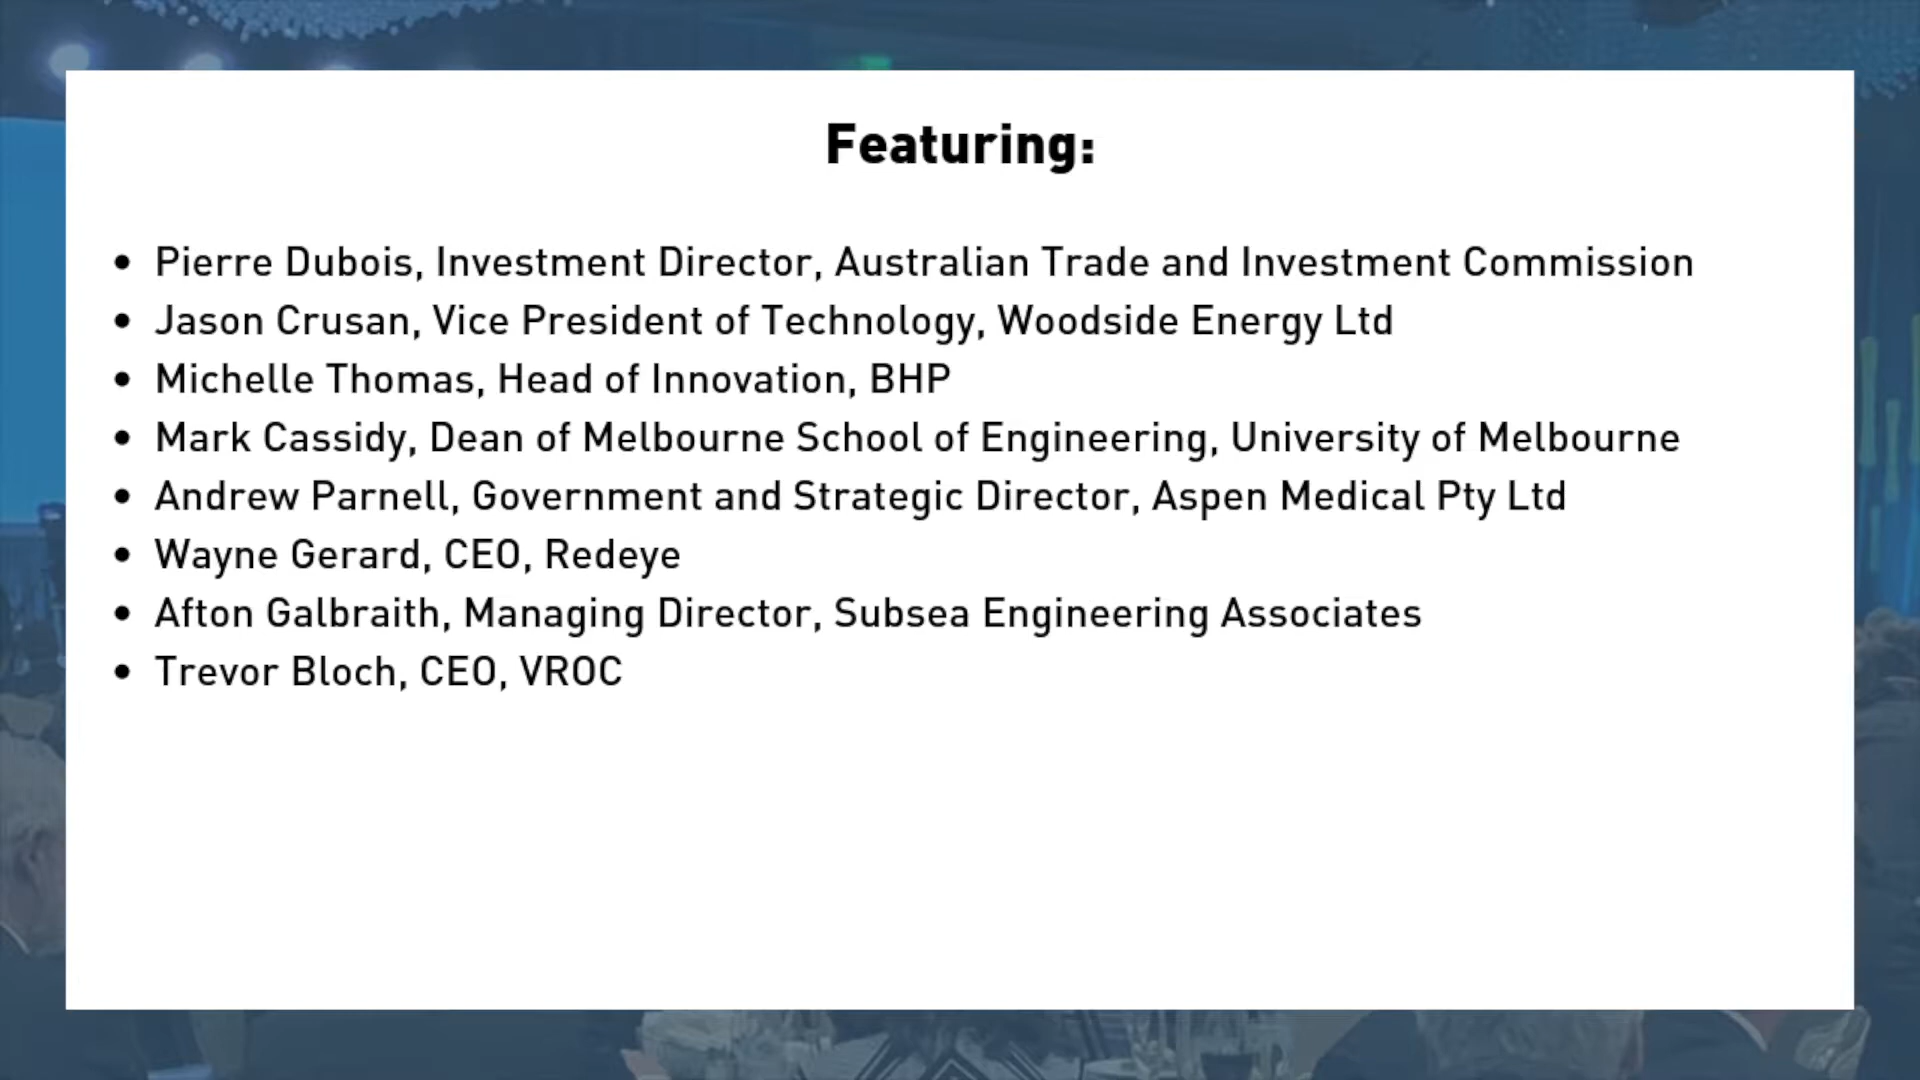 Featuring:
• Pierre Dubois, Investment Director, Australian Trade and Investment Commission
• Jason Crusan, Vice President of Technology, Woodside Energy Ltd
• Michelle Thomas, Head of Innovation, BHP
• Mark Cassidy, Dean of Melbourne School of Engineering, University of Melbourne
• Andrew Parnell, Government and Strategic Director, Aspen Medical Pty Ltd
• Wayne Gerard, CEO, Redeye
• Afton Galbraith, Managing Director, Subsea Engineering Associates
• Trevor Bloch, CEO, VROC